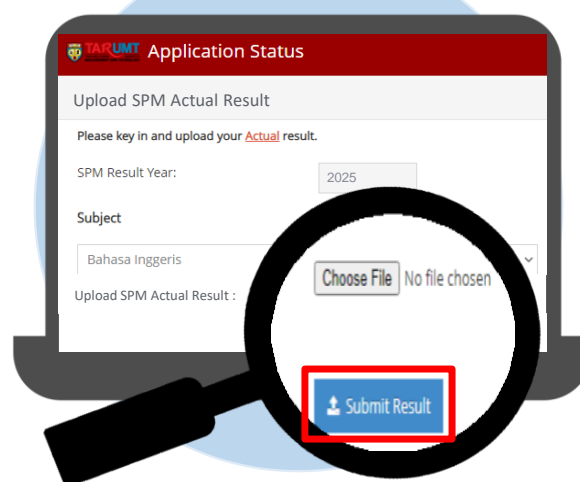 TARUMT Application Status
Upload SPM Actual Result
Please key in and upload your Actual result.
SPM Result Year:
2025
Subject
Bahasa Inggeris
Upload SPM Actual Result :
Choose File No file chosen
Submit Result